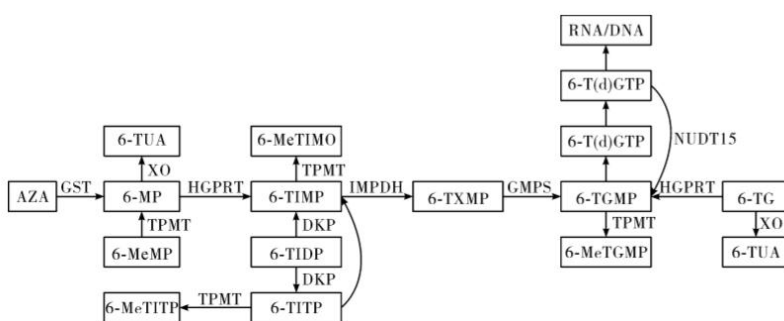 RNA/DNA
6-T(d)GTP
6-TUA
6-MeTIMO
6-T(d)GTP
NUDT15
XO
TPMT
AZA
GST
6-MP
HGPRT
6-TIMP
IMPDH
6-TXMP
GMPS
6-TGMP
HGPRT
6-TG
TPMT
DKP
TPMT
XO
6-MeMP
6-TIDP
6-MeTGMP
6-TUA
DKP
6-MeTITP
TPMT
6-TITP